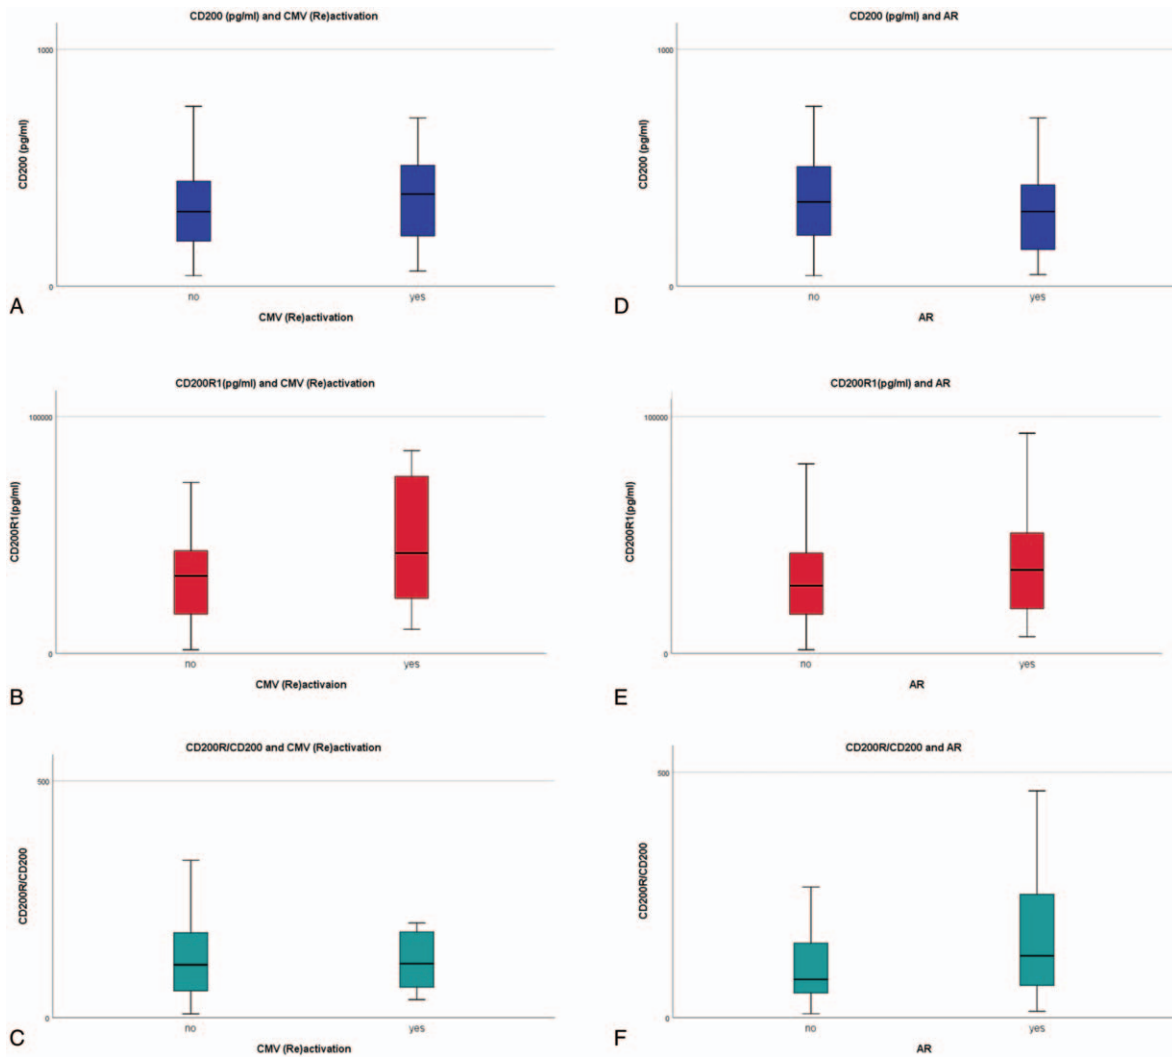 CD200 (pg/ml) and CMV (Re)activation
1000
CD200 (pg/ml)
0
no
yes
A
CMV (Re)activation
CD200 (pg/ml) and AR
1000
CD200 (pg/ml)
0
no
yes
D
AR
CD200R1(pg/ml) and CMV (Re)activation
100000
CD200R1(pg/ml)
0
no
yes
B
CMV (Re)activaion
CD200R1(pg/ml) and AR
100000
CD200R1(pg/ml)
0
no
yes
E
AR
CD200R/CD200 and CMV (Re)activation
500
CD200R/CD200
0
no
yes
C
CMV (Re)activation
CD200R/CD200 and AR
500
CD200R/CD200
0
no
yes
F
AR